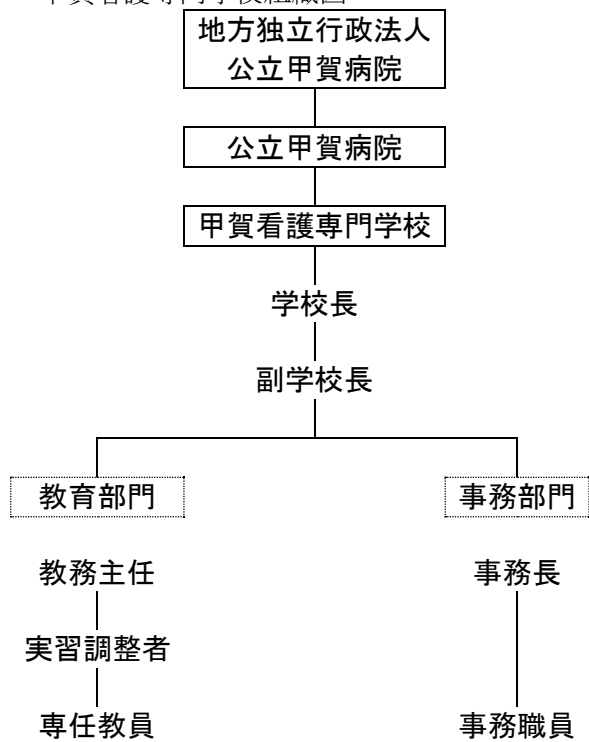 地方独立行政法人
公立甲賀病院
公立甲賀病院
甲賀看護専門学校
学校長
副学校長
教育部門
事務部門
教務主任
事務長
実習調整者
専任教員
事務職員